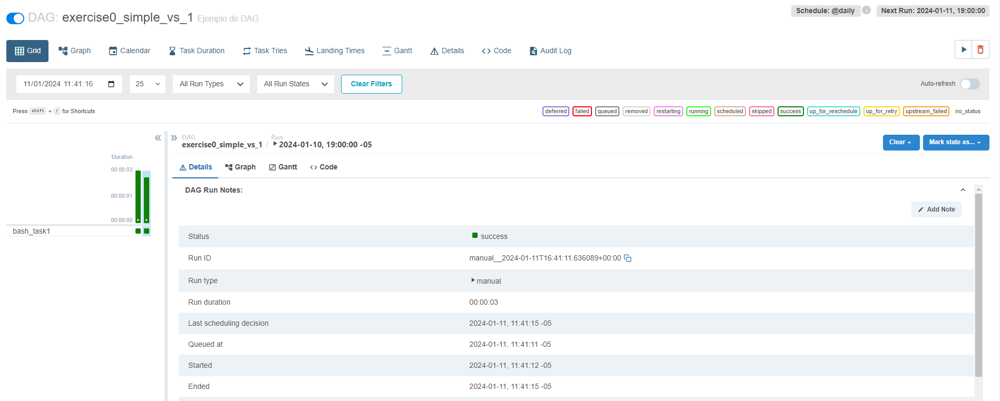 DAG: exercise0_simple_vs_1 Ejemplo de DAG
Schedule: @daily i Next Run: 2024-01-11, 19:00:00
Grid Graph Calendar Task Duration Task Tries Landing Times Gantt Details Code Audit Log
11/01/2024 11:41:16 25 All Run Types All Run States Clear Filters Auto-refresh
Press shift + / for Shortcuts
deferred failed queued removed restarting running scheduled skipped success up_for_reschedule up_for_retry upstream_failed no_status
Duration
00:00:03
00:00:01
00:00:00
bash_task1
DAG Run
exercise0_simple_vs_1 / 2024-01-10, 19:00:00 -05
Clear Mark state as...
Details Graph Gantt Code
DAG Run Notes:
Add Note
Status success
Run ID manual__2024-01-11T16:41:11.636089+00:00
Run type manual
Run duration 00:00:03
Last scheduling decision 2024-01-11, 11:41:15 -05
Queued at 2024-01-11, 11:41:11 -05
Started 2024-01-11, 11:41:12 -05
Ended 2024-01-11, 11:41:15 -05